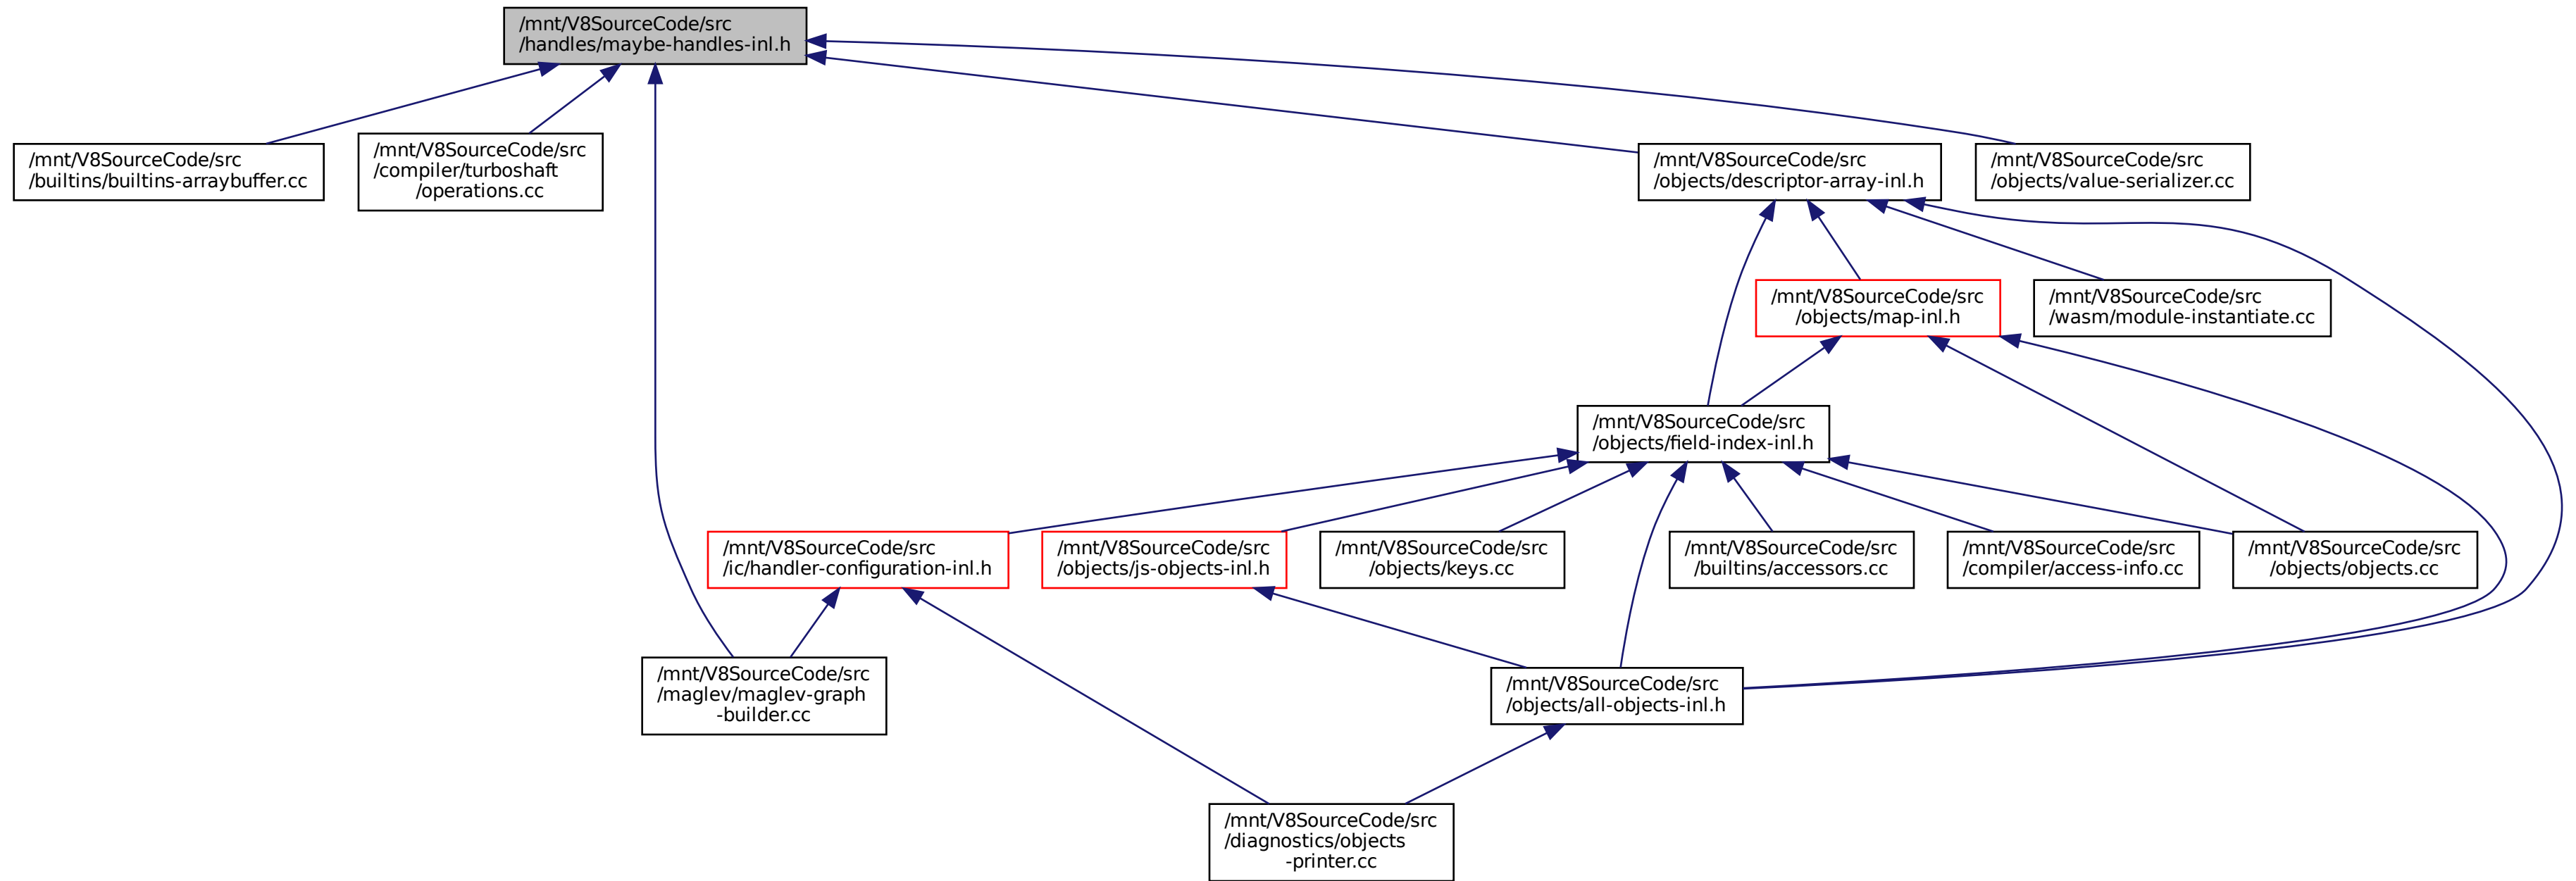 /mnt/V8SourceCode/src
/handles/maybe-handles-inl.h
/mnt/V8SourceCode/src
/builtins/builtins-arraybuffer.cc
/mnt/V8SourceCode/src
/compiler/turboshaft
/operations.cc
/mnt/V8SourceCode/src
/objects/descriptor-array-inl.h
/mnt/V8SourceCode/src
/objects/value-serializer.cc
/mnt/V8SourceCode/src
/objects/map-inl.h
/mnt/V8SourceCode/src
/wasm/module-instantiate.cc
/mnt/V8SourceCode/src
/objects/field-index-inl.h
/mnt/V8SourceCode/src
/ic/handler-configuration-inl.h
/mnt/V8SourceCode/src
/objects/js-objects-inl.h
/mnt/V8SourceCode/src
/objects/keys.cc
/mnt/V8SourceCode/src
/builtins/accessors.cc
/mnt/V8SourceCode/src
/compiler/access-info.cc
/mnt/V8SourceCode/src
/objects/objects.cc
/mnt/V8SourceCode/src
/maglev/maglev-graph
-builder.cc
/mnt/V8SourceCode/src
/objects/all-objects-inl.h
/mnt/V8SourceCode/src
/diagnostics/objects
-printer.cc